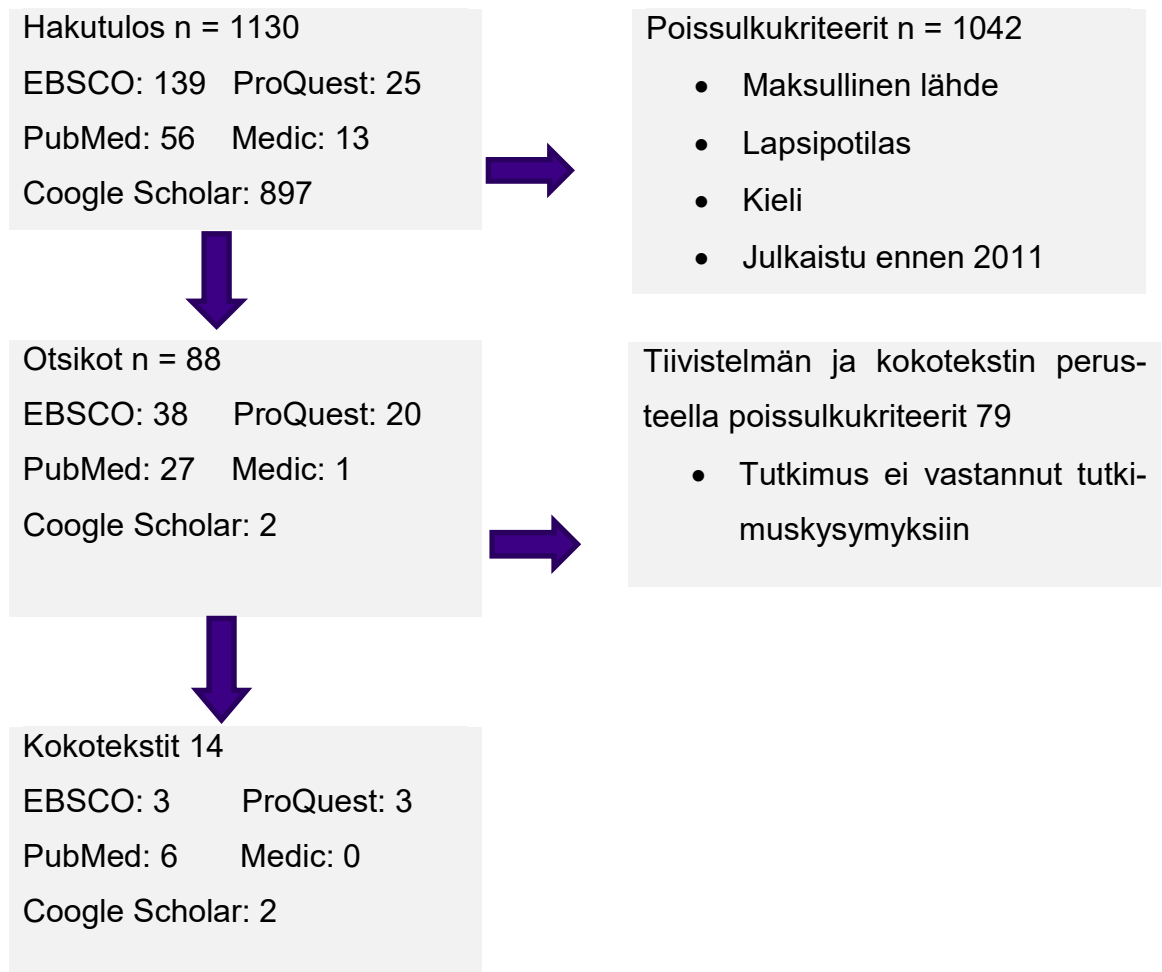 Hakutulos n = 1130
EBSCO: 139 ProQuest: 25
PubMed: 56 Medic: 13
Coogle Scholar: 897
Poissulkukriteerit n = 1042
• Maksullinen lähde
• Lapsipotilas
• Kieli
• Julkaistu ennen 2011
Otsikot n = 88
EBSCO: 38 ProQuest: 20
PubMed: 27 Medic: 1
Coogle Scholar: 2
Tiivistelmän ja kokotekstin perus-
teella poissulkukriteerit 79
• Tutkimus ei vastannut tutki-
muskysymyksiin
Kokotekstit 14
EBSCO: 3 ProQuest: 3
PubMed: 6 Medic: 0
Coogle Scholar: 2